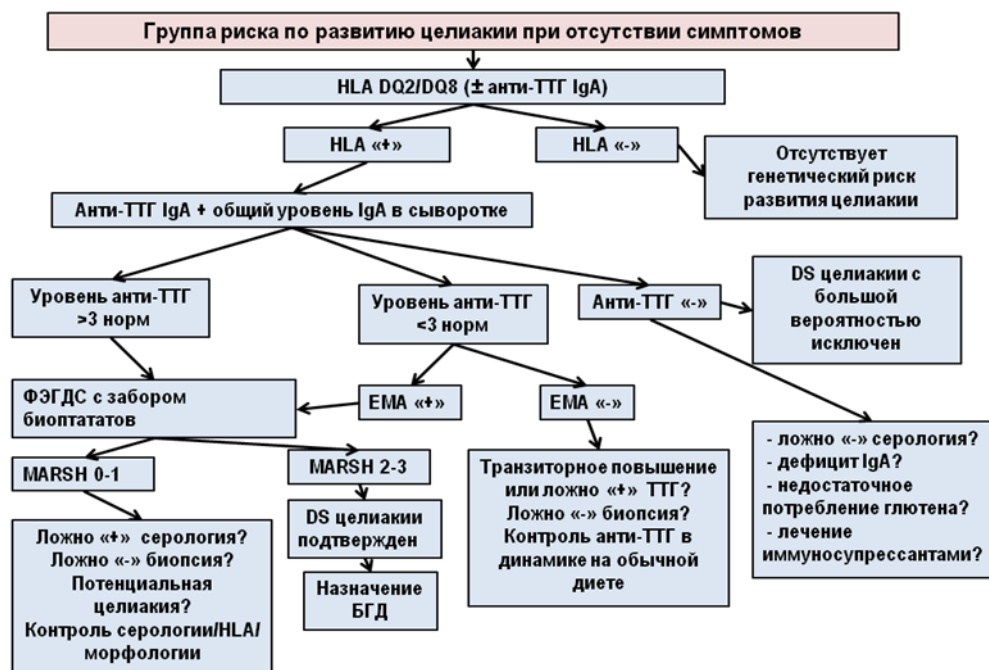 Группа риска по развитию целиакии при отсутствии симптомов
HLA DQ2/DQ8 (± анти-ТТГ IgA)
HLA «+»
HLA «-»
Отсутствует
генетический риск
развития целиакии
Анти-ТТГ IgA + общий уровень IgA в сыворотке
Уровень анти-ТТГ
>3 норм
Уровень анти-ТТГ
<3 норм
Анти-ТТГ «-»
DS целиакии с
большой
вероятностью
исключен
ФЭГДС с забором
биоптатов
EMA «+»
EMA «-»
MARSH 0-1
MARSH 2-3
Ложно «+» серология?
Ложно «-» биопсия?
Потенциальная
целиакия?
Контроль серологии/HLA/
морфологии
DS целиакии
подтвержден
Назначение
БГД
Транзиторное повышение
или ложно «+» ТТГ?
Ложно «-» биопсия?
Контроль анти-ТТГ в
динамике на обычной
диете
- ложно «-» серология?
- дефицит IgA?
- недостаточное
потребление глютена?
- лечение
иммуносупрессантами?